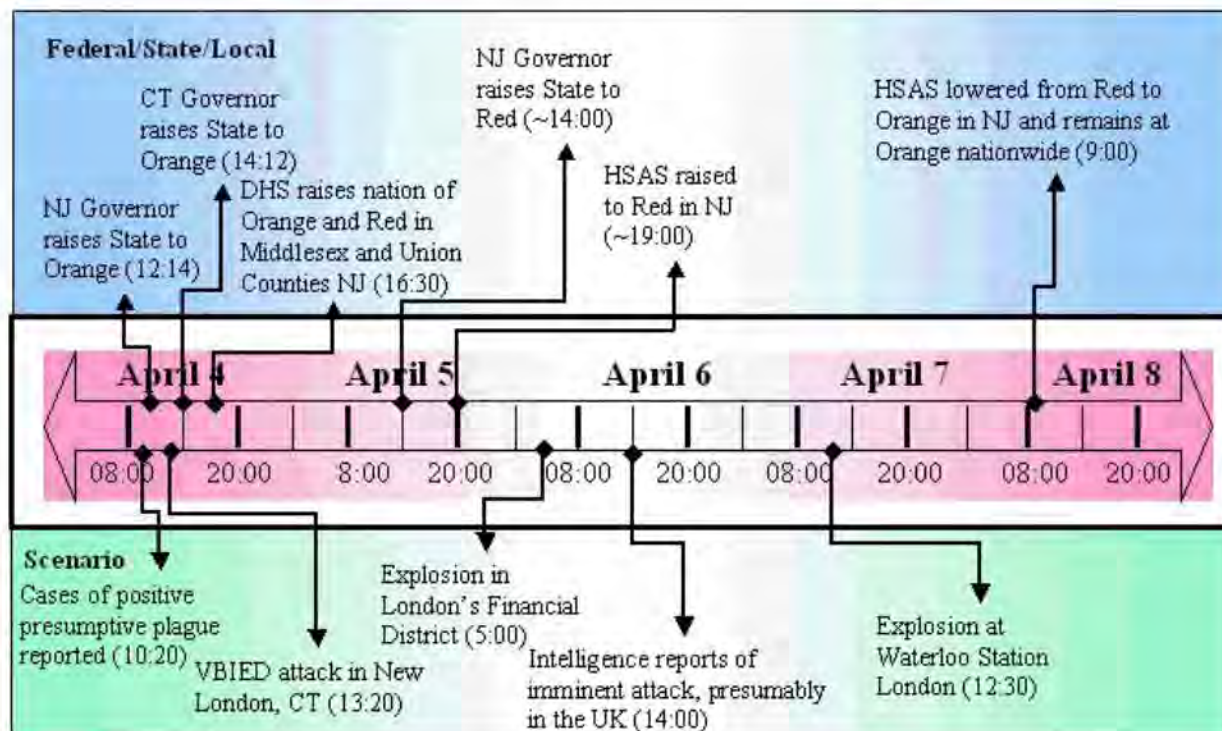 Federal/State/Local
NJ Governor
raises State to
Orange (12:14)
CT Governor
raises State to
Orange (14:12)
DHS raises nation of
Orange and Red in
Middlesex and Union
Counties NJ (16:30)
NJ Governor
raises State to
Red (~14:00)
HSAS raised
to Red in NJ
(~19:00)
HSAS lowered from Red to
Orange in NJ and remains at
Orange nationwide (9:00)
April 4 April 5 April 6 April 7 April 8
08:00 20:00 8:00 20:00 08:00 20:00 08:00 20:00 08:00 20:00
Scenario
Cases of positive
presumptive plague
reported (10:20)
VBIED attack in New
London, CT (13:20)
Explosion in
London's Financial
District (5:00)
Intelligence reports of
imminent attack, presumably
in the UK (14:00)
Explosion at
Waterloo Station
London (12:30)